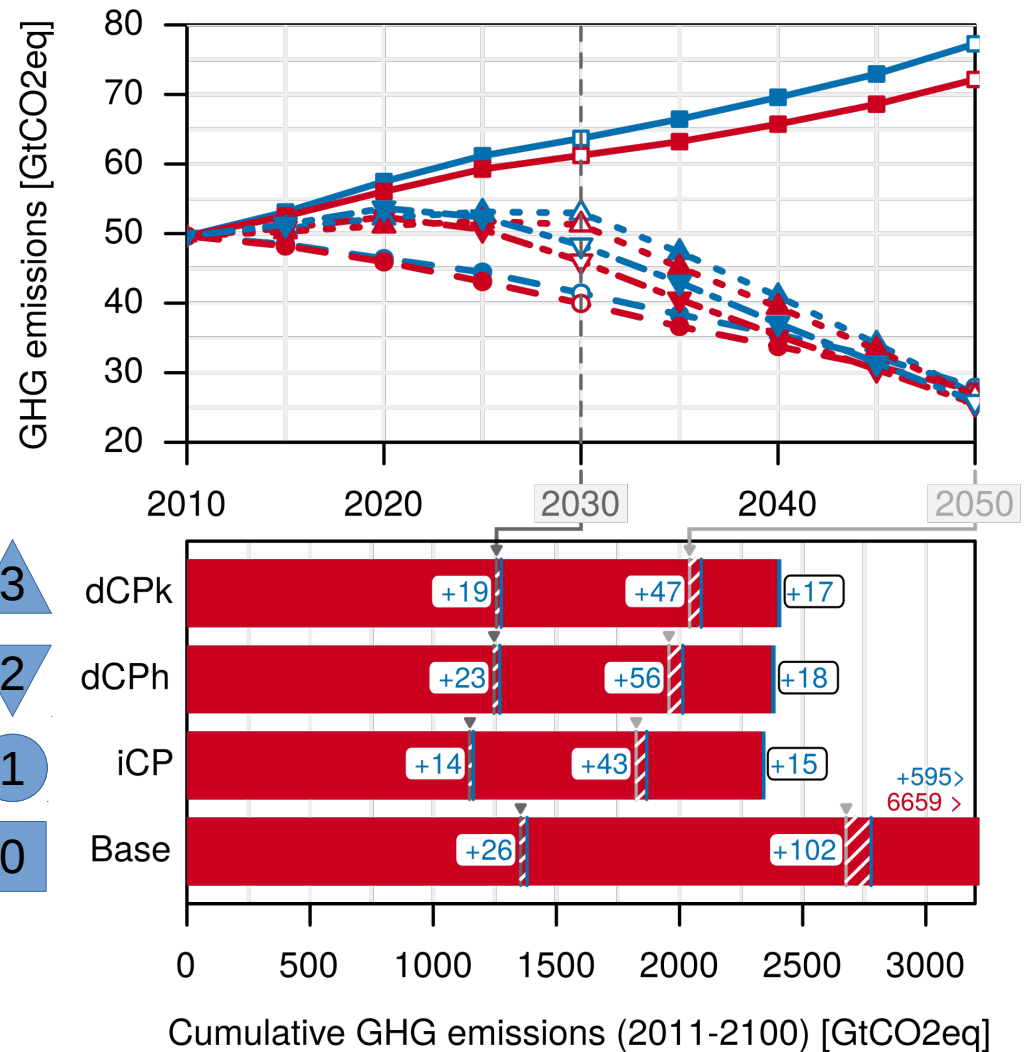 GHG emissions [GtCO2eq]
80
70
60
50
40
30
20
2010 2020 2030 2040 2050
3 dCPk +19 +47 +17
2 dCPh +23 +56 +18
1 iCP +14 +43 +15
+595>
6659 >
0 Base +26 +102
0 500 1000 1500 2000 2500 3000
Cumulative GHG emissions (2011-2100) [GtCO2eq]